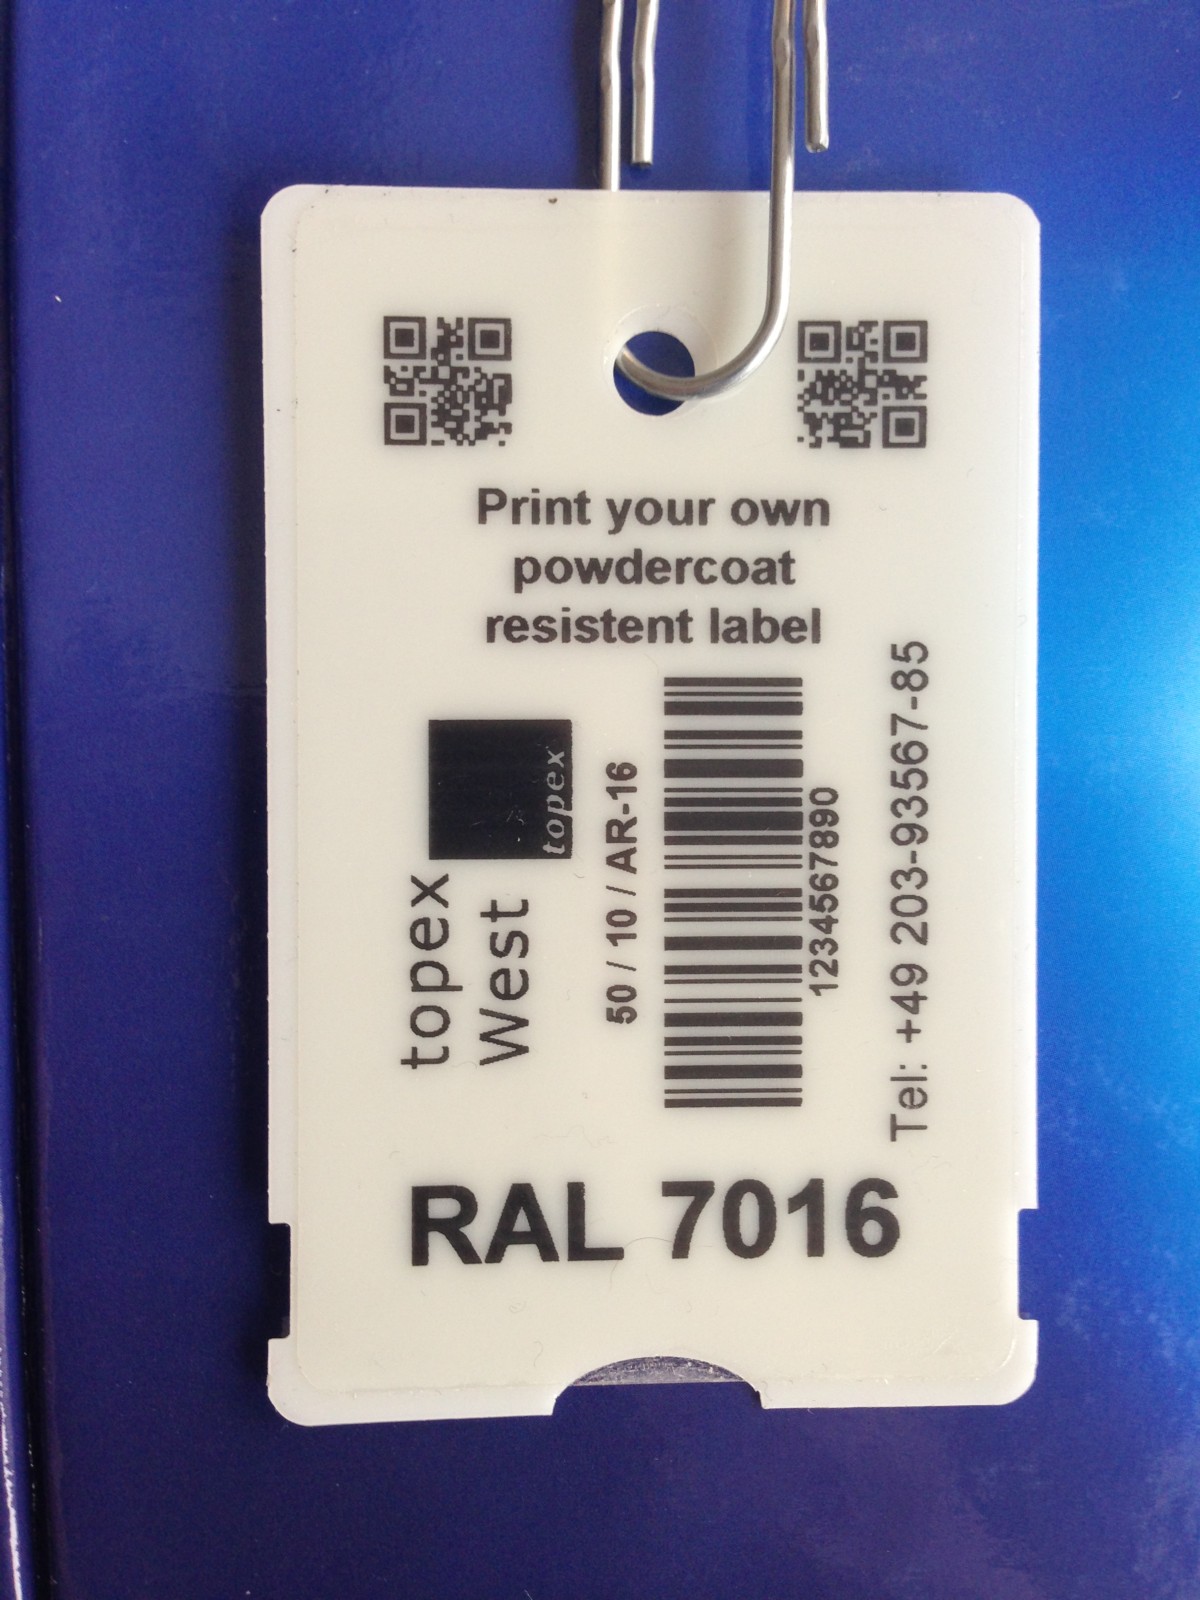 Print your own
powdercoat
resistent label
topex
West
topex
50 / 10 / AR-16
1234567890
Tel: +49 203-93567-85
RAL 7016